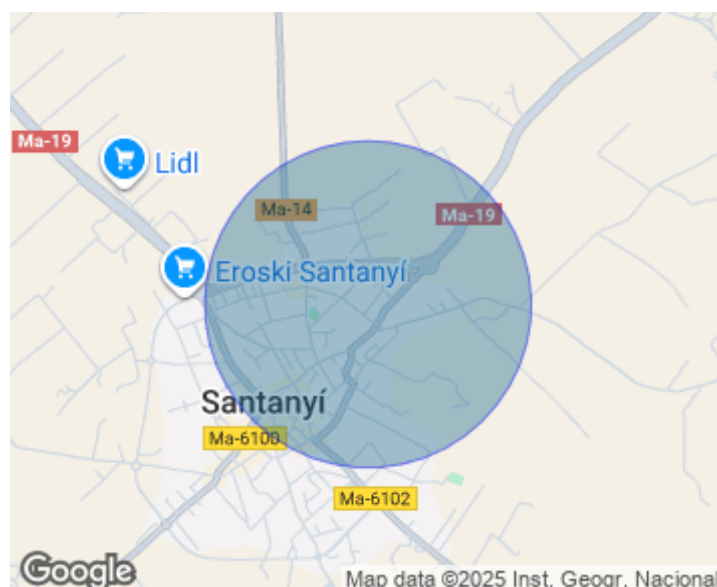 Ma-19
Lidl
Ma-14
Ma-19
Eroski Santanyí
Santanyí
Ma-6100
Ma-6102
Google
Map data ©2025 Inst. Geogr. Nacional